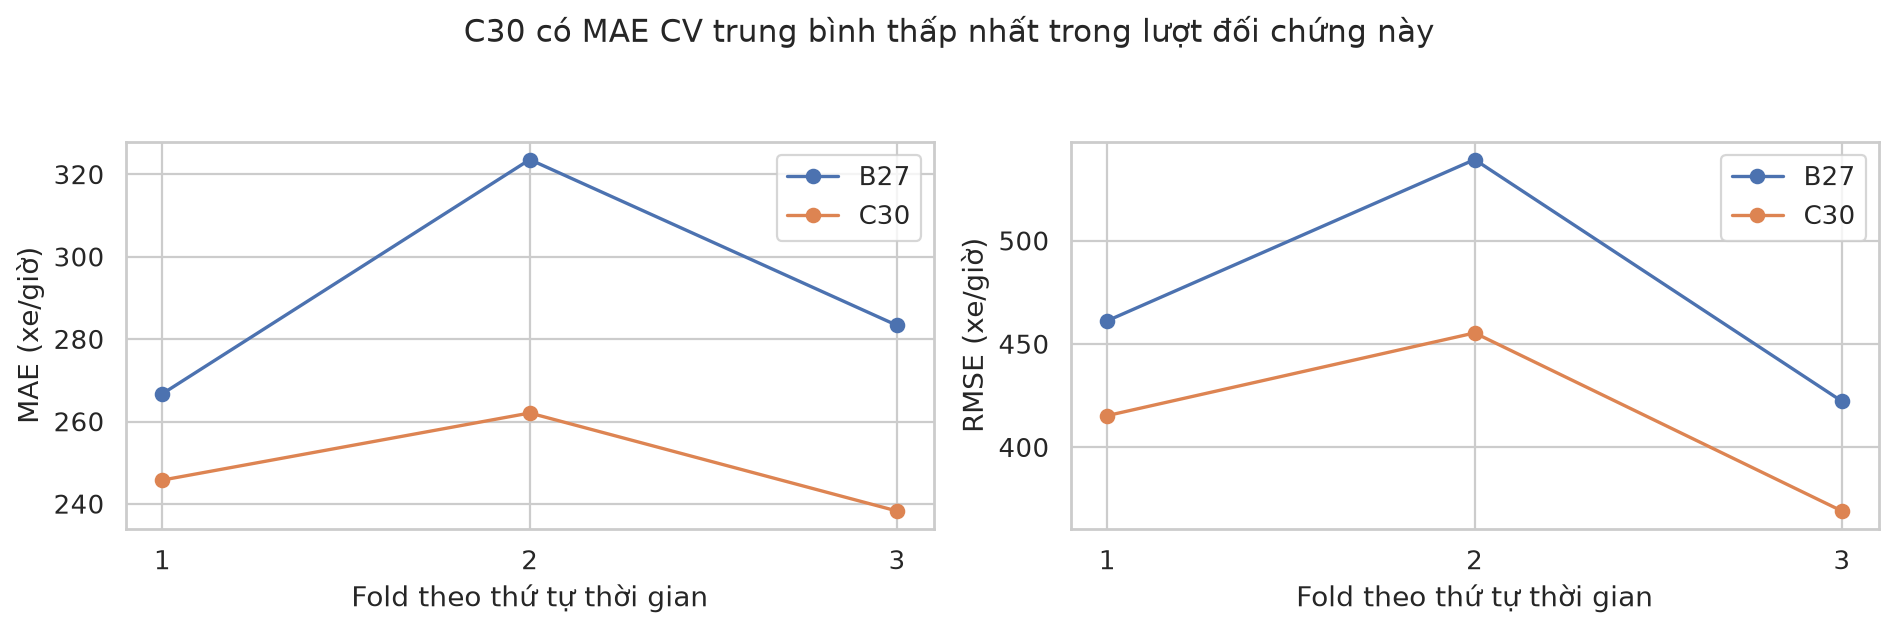 C30 có MAE CV trung bình thấp nhất trong lượt đối chứng này
MAE (xe/giờ)
320
300
280
260
240
B27
C30
1
2
3
Fold theo thứ tự thời gian
RMSE (xe/giờ)
500
450
400
B27
C30
1
2
3
Fold theo thứ tự thời gian